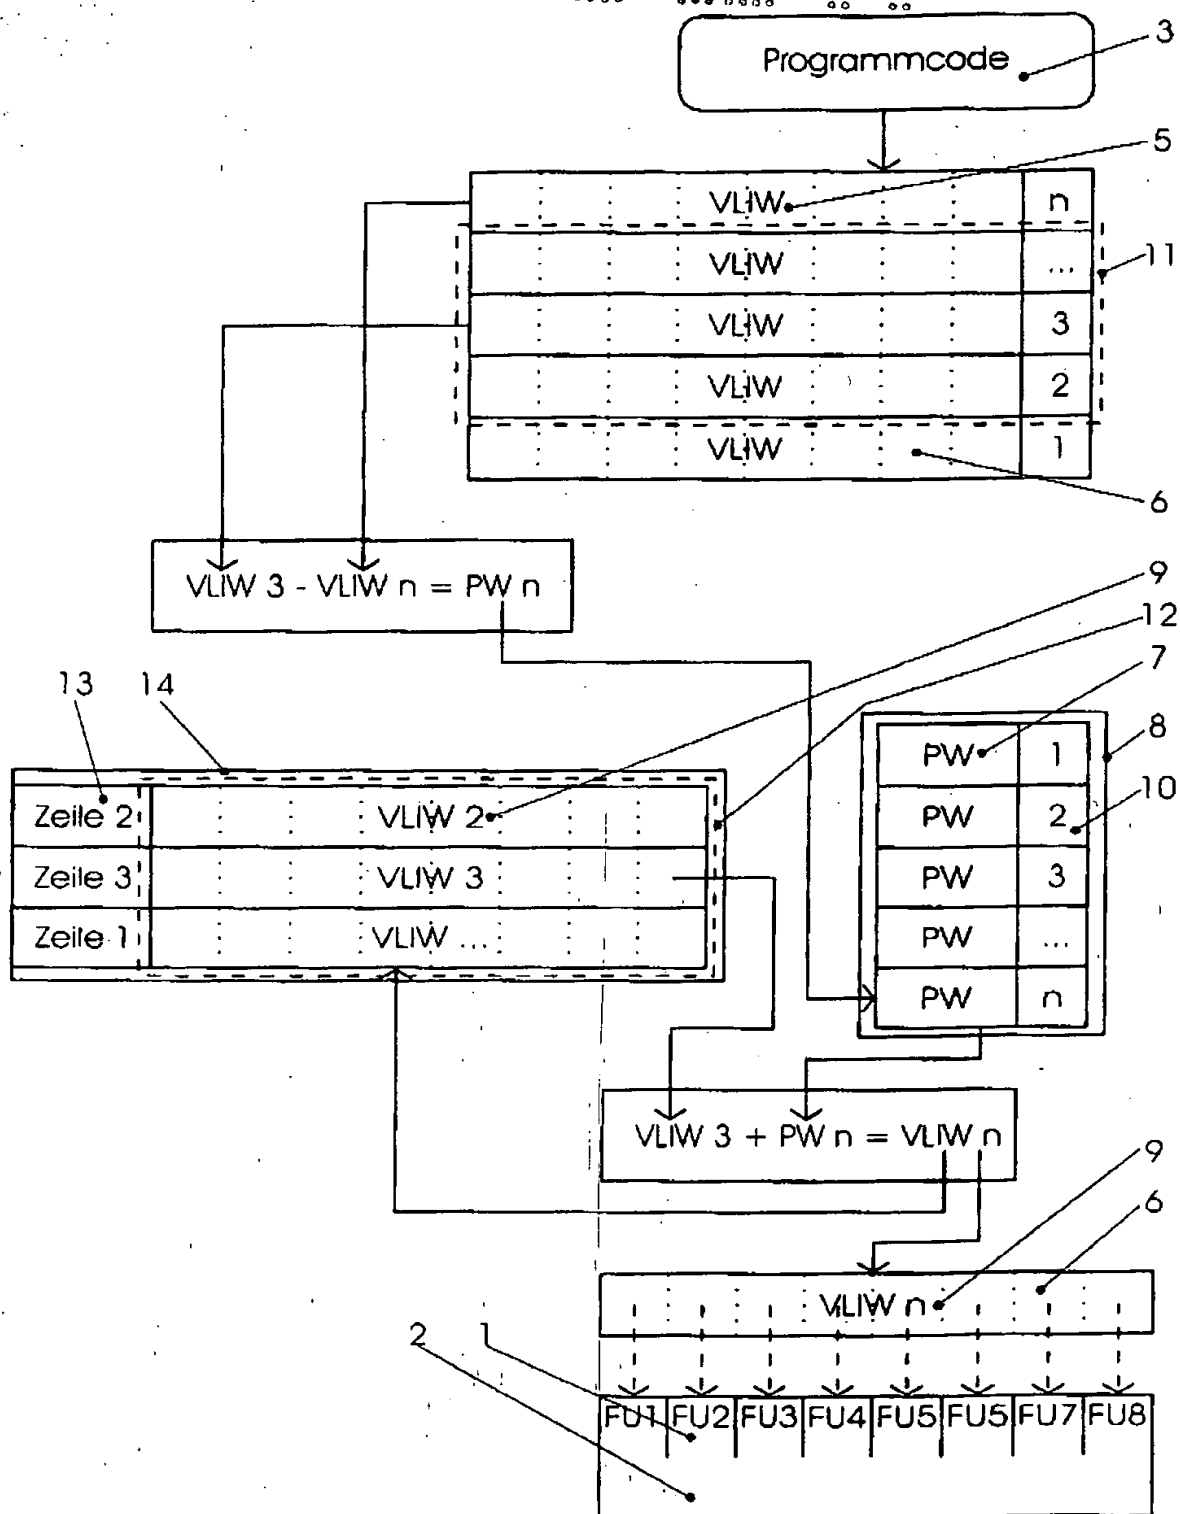 Programmcode
3
5
VLIW n
VLIW ...
11
VLIW 3
VLIW 2
VLIW 1
6
VLIW 3 - VLIW n = PW n
9
12
7
13 14
8
PW 1
10
Zeile 2 VLIW 2
PW 2
Zeile 3 VLIW 3
PW 3
Zeile 1 VLIW ...
PW ...
PW n
VLIW 3 + PW n = VLIW n
9
6
VLIW n
2 1
FU1 FU2 FU3 FU4 FU5 FU5 FU7 FU8